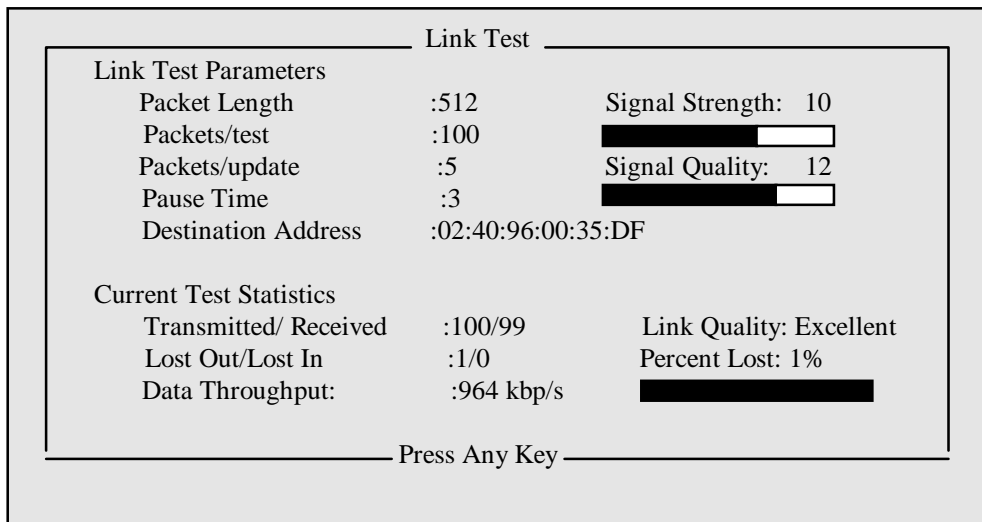 Link Test
Link Test Parameters
Packet Length :512 Signal Strength: 10
Packets/test :100
Packets/update :5 Signal Quality: 12
Pause Time :3
Destination Address :02:40:96:00:35:DF
Current Test Statistics
Transmitted/ Received :100/99 Link Quality: Excellent
Lost Out/Lost In :1/0 Percent Lost: 1%
Data Throughput: :964 kbp/s
Press Any Key